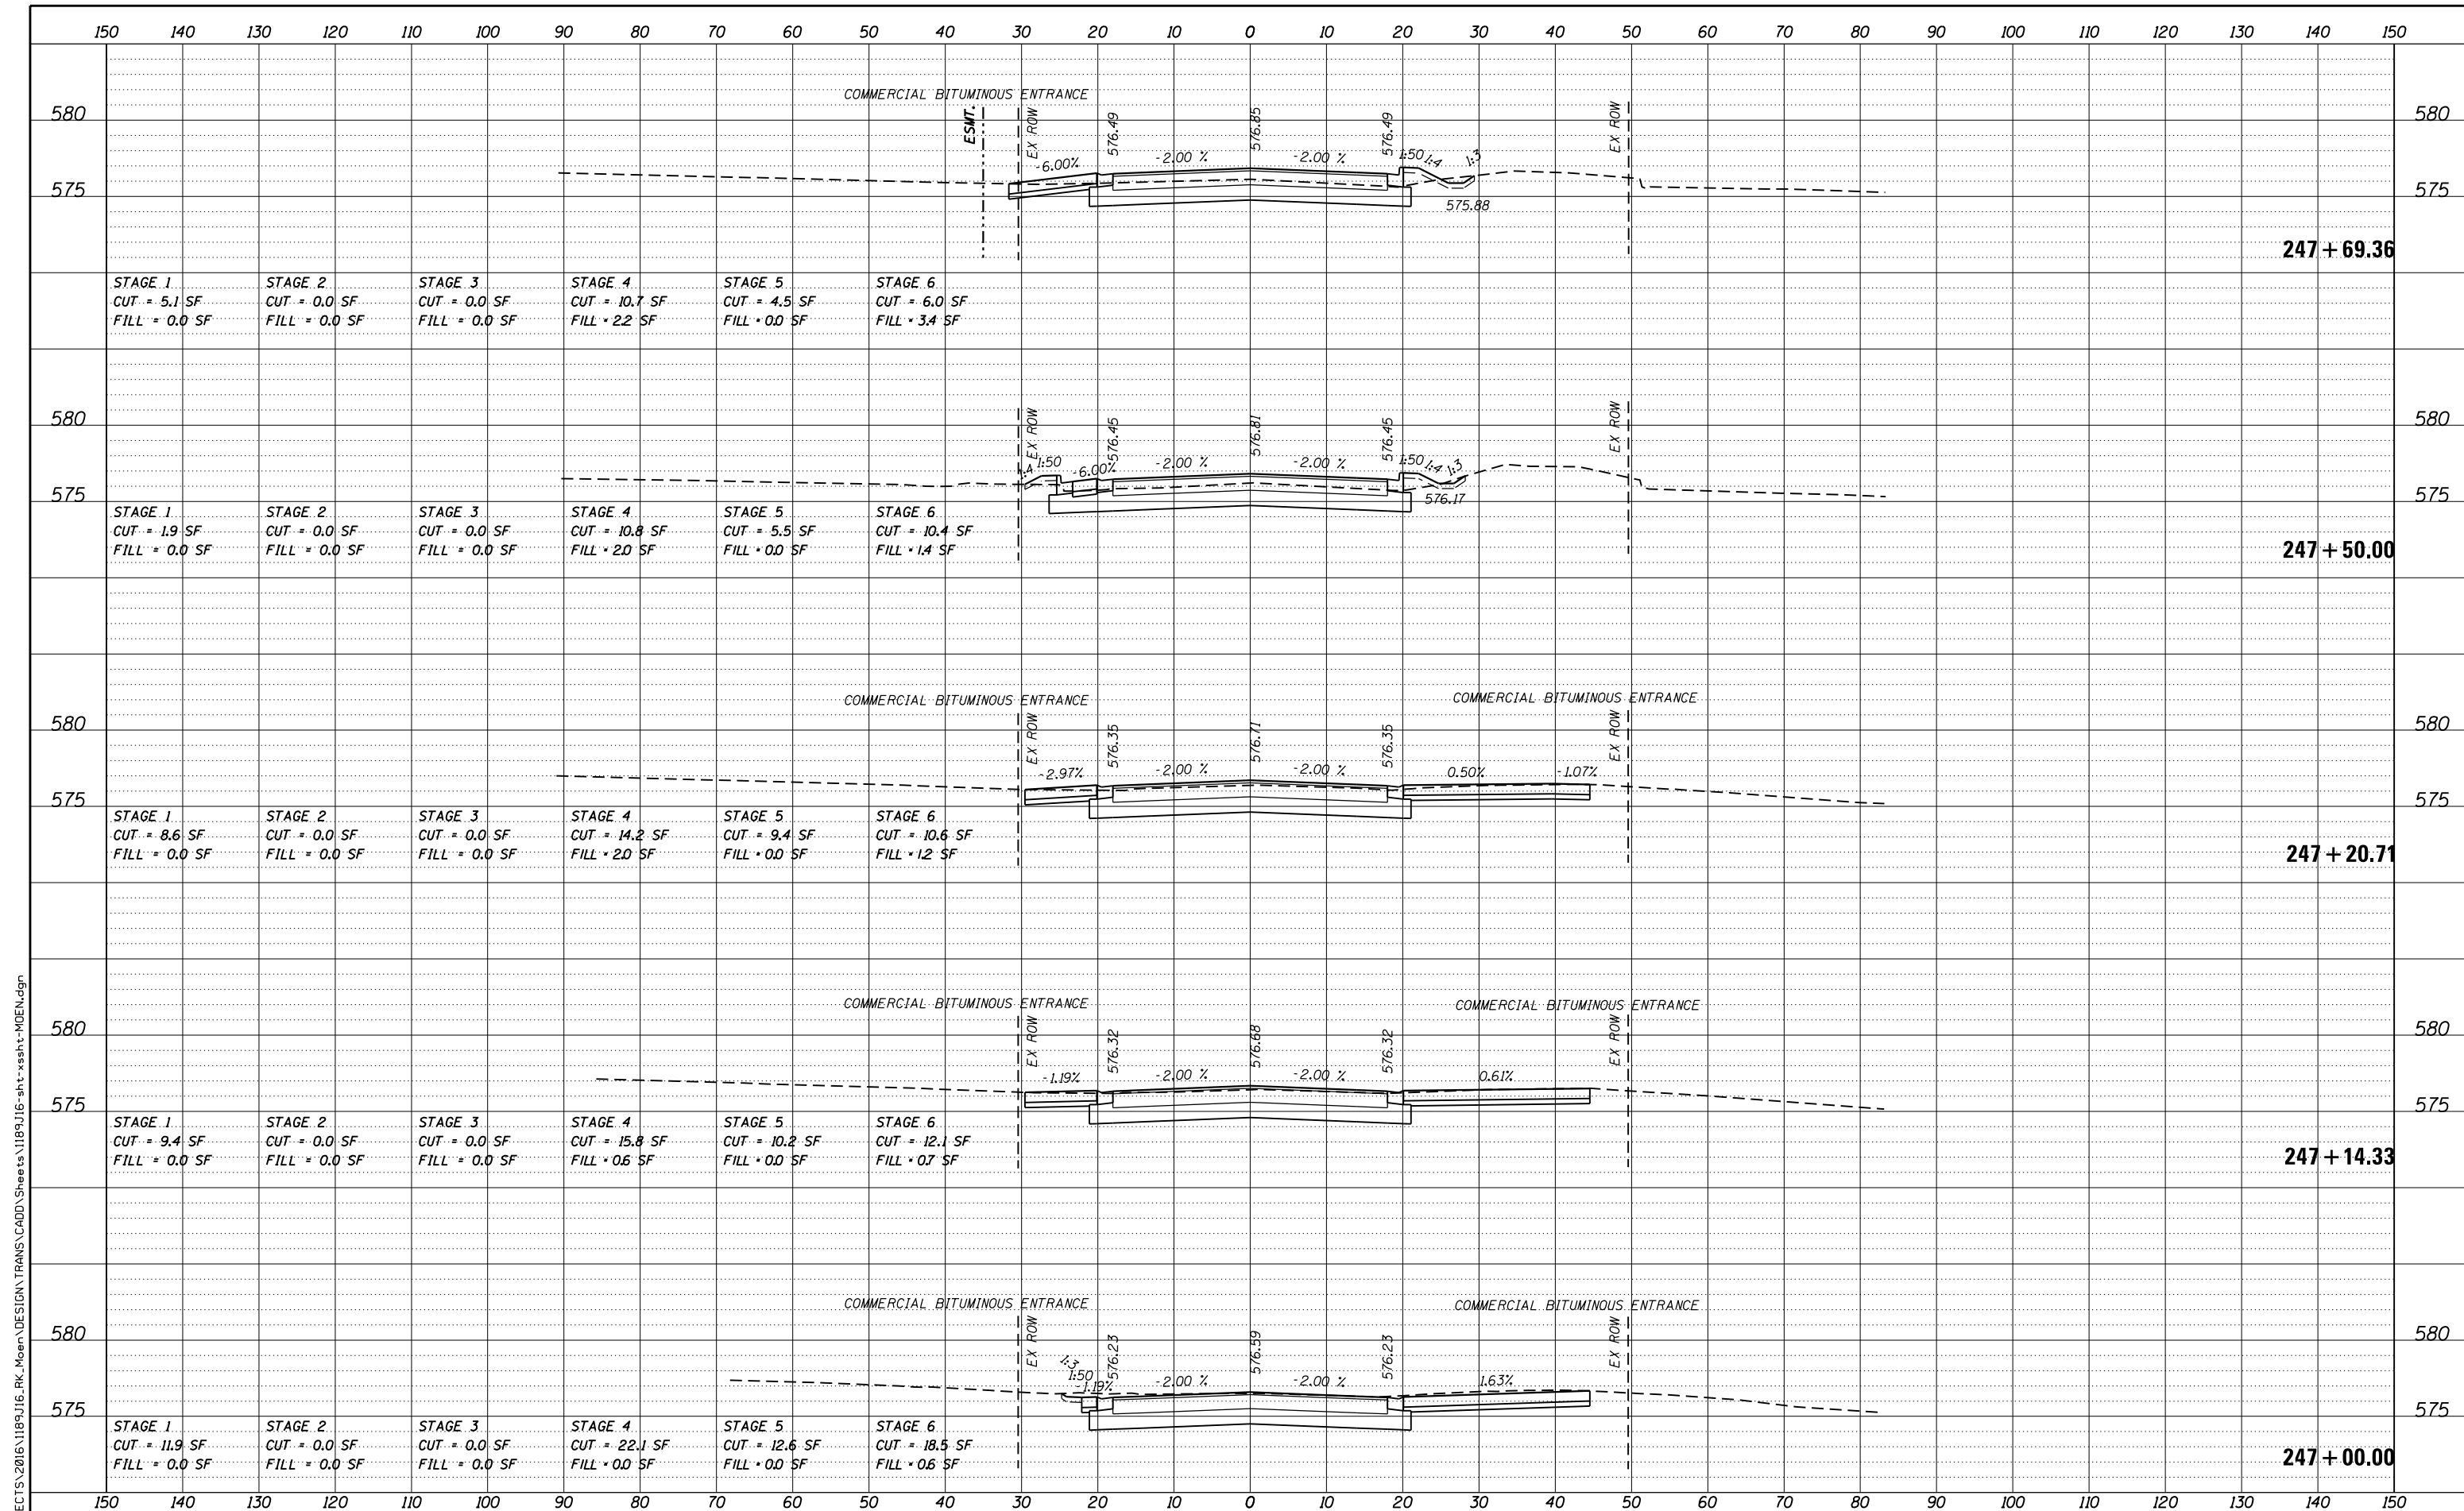 150 140 130 120 110 100 90 80 70 60 50 40 30 20 10 0 10 20 30 40 50 60 70 80 90 100 110 120 130 140 150
COMMERCIAL BITUMINOUS ENTRANCE
580 ESMT. EX ROW 576.49 576.85 576.49 EX ROW 580
-6.00% -2.00 % -2.00 % 1:50 1:4 1:3
575 575.88 575
247+69.36
STAGE 1 STAGE 2 STAGE 3 STAGE 4 STAGE 5 STAGE 6
CUT = 5.1 SF CUT = 0.0 SF CUT = 0.0 SF CUT = 10.7 SF CUT = 4.5 SF CUT = 6.0 SF
FILL = 0.0 SF FILL = 0.0 SF FILL = 0.0 SF FILL = 2.2 SF FILL = 0.0 SF FILL = 3.4 SF
580 EX ROW 576.45 576.81 576.45 EX ROW 580
1:4 1:50 -6.00% -2.00 % -2.00 % 1:50 1:4 1:3
575 576.17 575
STAGE 1 STAGE 2 STAGE 3 STAGE 4 STAGE 5 STAGE 6
CUT = 1.9 SF CUT = 0.0 SF CUT = 0.0 SF CUT = 10.8 SF CUT = 5.5 SF CUT = 10.4 SF
FILL = 0.0 SF FILL = 0.0 SF FILL = 0.0 SF FILL = 2.0 SF FILL = 0.0 SF FILL = 1.4 SF
247+50.00
COMMERCIAL BITUMINOUS ENTRANCE COMMERCIAL BITUMINOUS ENTRANCE
580 EX ROW 576.35 576.71 576.35 EX ROW 580
-2.97% -2.00 % -2.00 % 0.50% -1.07%
575 575
STAGE 1 STAGE 2 STAGE 3 STAGE 4 STAGE 5 STAGE 6
CUT = 8.6 SF CUT = 0.0 SF CUT = 0.0 SF CUT = 14.2 SF CUT = 9.4 SF CUT = 10.6 SF
FILL = 0.0 SF FILL = 0.0 SF FILL = 0.0 SF FILL = 2.0 SF FILL = 0.0 SF FILL = 1.2 SF
247+20.71
COMMERCIAL BITUMINOUS ENTRANCE COMMERCIAL BITUMINOUS ENTRANCE
580 EX ROW 576.32 576.68 576.32 EX ROW 580
-1.19% -2.00 % -2.00 % 0.61%
575 575
STAGE 1 STAGE 2 STAGE 3 STAGE 4 STAGE 5 STAGE 6
CUT = 9.4 SF CUT = 0.0 SF CUT = 0.0 SF CUT = 15.8 SF CUT = 10.2 SF CUT = 12.1 SF
FILL = 0.0 SF FILL = 0.0 SF FILL = 0.0 SF FILL = 0.6 SF FILL = 0.0 SF FILL = 0.7 SF
247+14.33
COMMERCIAL BITUMINOUS ENTRANCE COMMERCIAL BITUMINOUS ENTRANCE
580 EX ROW 576.23 576.59 576.23 EX ROW 580
1:3 1:50 -1.19% -2.00 % -2.00 % 1.63%
575 575
STAGE 1 STAGE 2 STAGE 3 STAGE 4 STAGE 5 STAGE 6
CUT = 11.9 SF CUT = 0.0 SF CUT = 0.0 SF CUT = 22.1 SF CUT = 12.6 SF CUT = 18.5 SF
FILL = 0.0 SF FILL = 0.0 SF FILL = 0.0 SF FILL = 0.0 SF FILL = 0.0 SF FILL = 0.6 SF
247+00.00
150 140 130 120 110 100 90 80 70 60 50 40 30 20 10 0 10 20 30 40 50 60 70 80 90 100 110 120 130 140 150
ECTS\2016\1189J16_RK_Moen\DESIGN\TRANS\CADD\Sheets\1189J16-sht-xssht-MOEN.dgn